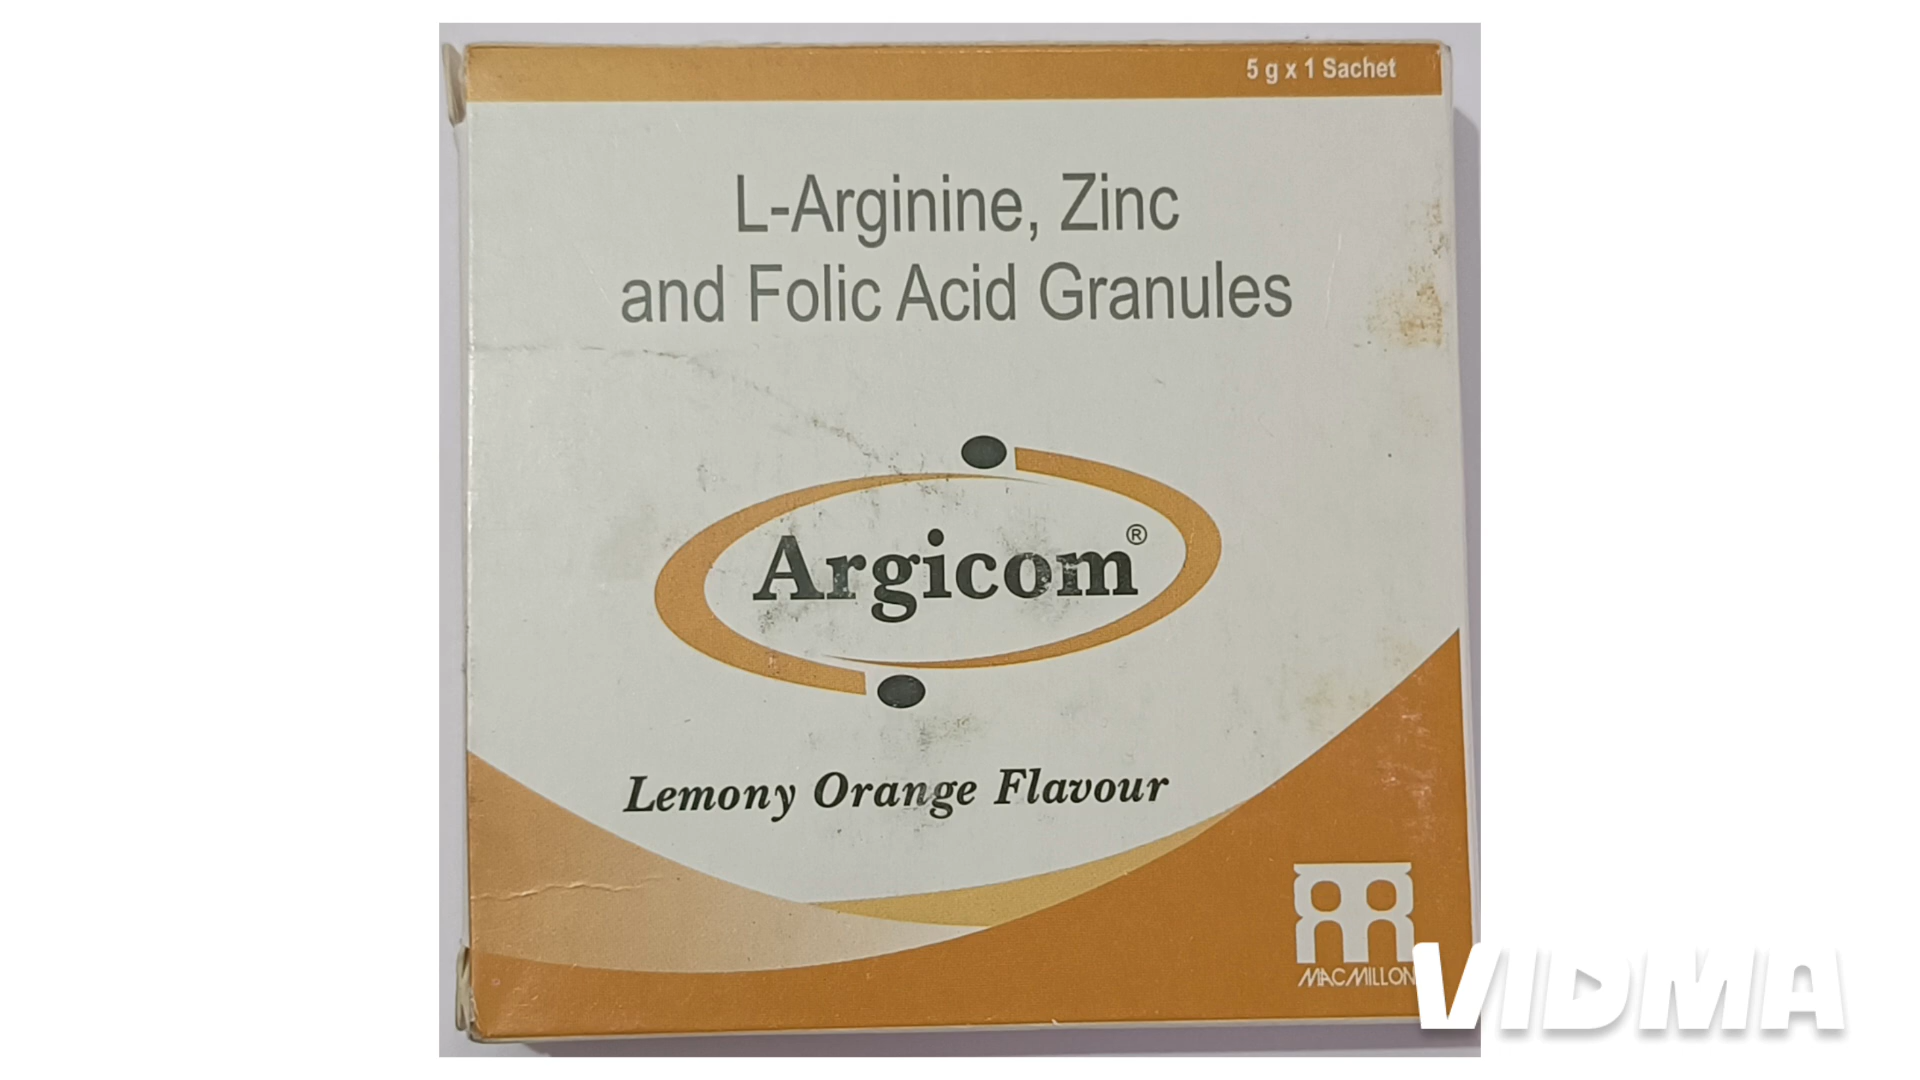 5 g x 1 Sachet
L-Arginine, Zinc
and Folic Acid Granules
Argicom®
Lemony Orange Flavour
MACMILLON
VIDMA